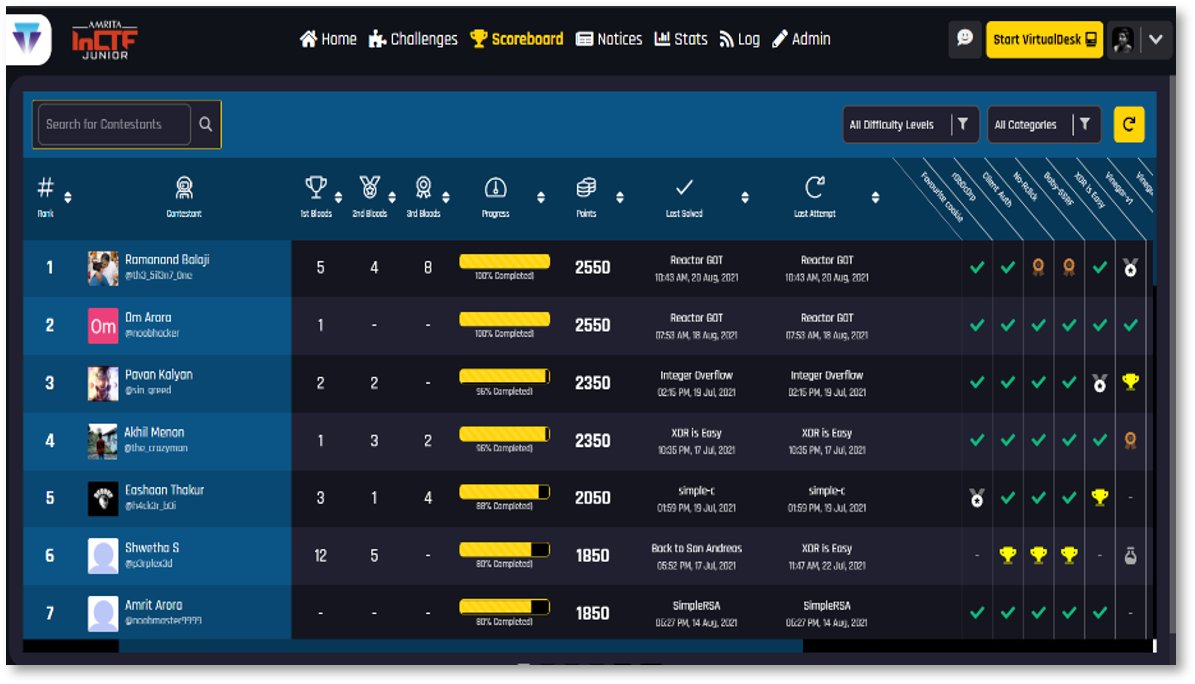 AMRITA
InCTF
JUNIOR
Home
Challenges
Scoreboard
Notices
Stats
Log
Admin
Start VirtualDesk
Search for Contestants
All Difficulty Levels
All Categories
#
Rank
Contestant
1st Bloods
2nd Bloods
3rd Bloods
Progress
Points
Last Solved
Last Attempt
Favourite cookie
Client Auth
No-Rdick
Baby-SSRF
XOR is Easy
Vinegar-v1
1
Ramanand Balaji
@th3_5il3n7_0ne
5
4
8
100% Completed!
2550
Reactor GOT
10:43 AM, 20 Aug, 2021
Reactor GOT
10:43 AM, 20 Aug, 2021
2
Om
Om Arora
@noobhacker
1
-
-
100% Completed!
2550
Reactor GOT
07:53 AM, 18 Aug, 2021
Reactor GOT
07:53 AM, 18 Aug, 2021
3
Pavan Kalyan
@sin_greed
2
2
-
96% Completed!
2350
Integer Overflow
02:15 PM, 19 Jul, 2021
Integer Overflow
02:15 PM, 19 Jul, 2021
4
Akhil Menon
@the_crazyman
1
3
2
96% Completed!
2350
XOR is Easy
10:35 PM, 17 Jul, 2021
XOR is Easy
10:35 PM, 17 Jul, 2021
5
Eashaan Thakur
@h4ck3r_b0i
3
1
4
88% Completed!
2050
simple-c
01:59 PM, 19 Jul, 2021
simple-c
01:59 PM, 19 Jul, 2021
-
6
Shwetha S
@p3rplex3d
12
5
-
80% Completed!
1850
Back to San Andreas
05:52 PM, 17 Jul, 2021
XOR is Easy
11:47 AM, 22 Jul, 2021
-
-
7
Amrit Arora
@noobmaster9999
-
-
-
80% Completed!
1850
SimpleRSA
06:27 PM, 14 Aug, 2021
SimpleRSA
06:27 PM, 14 Aug, 2021
-